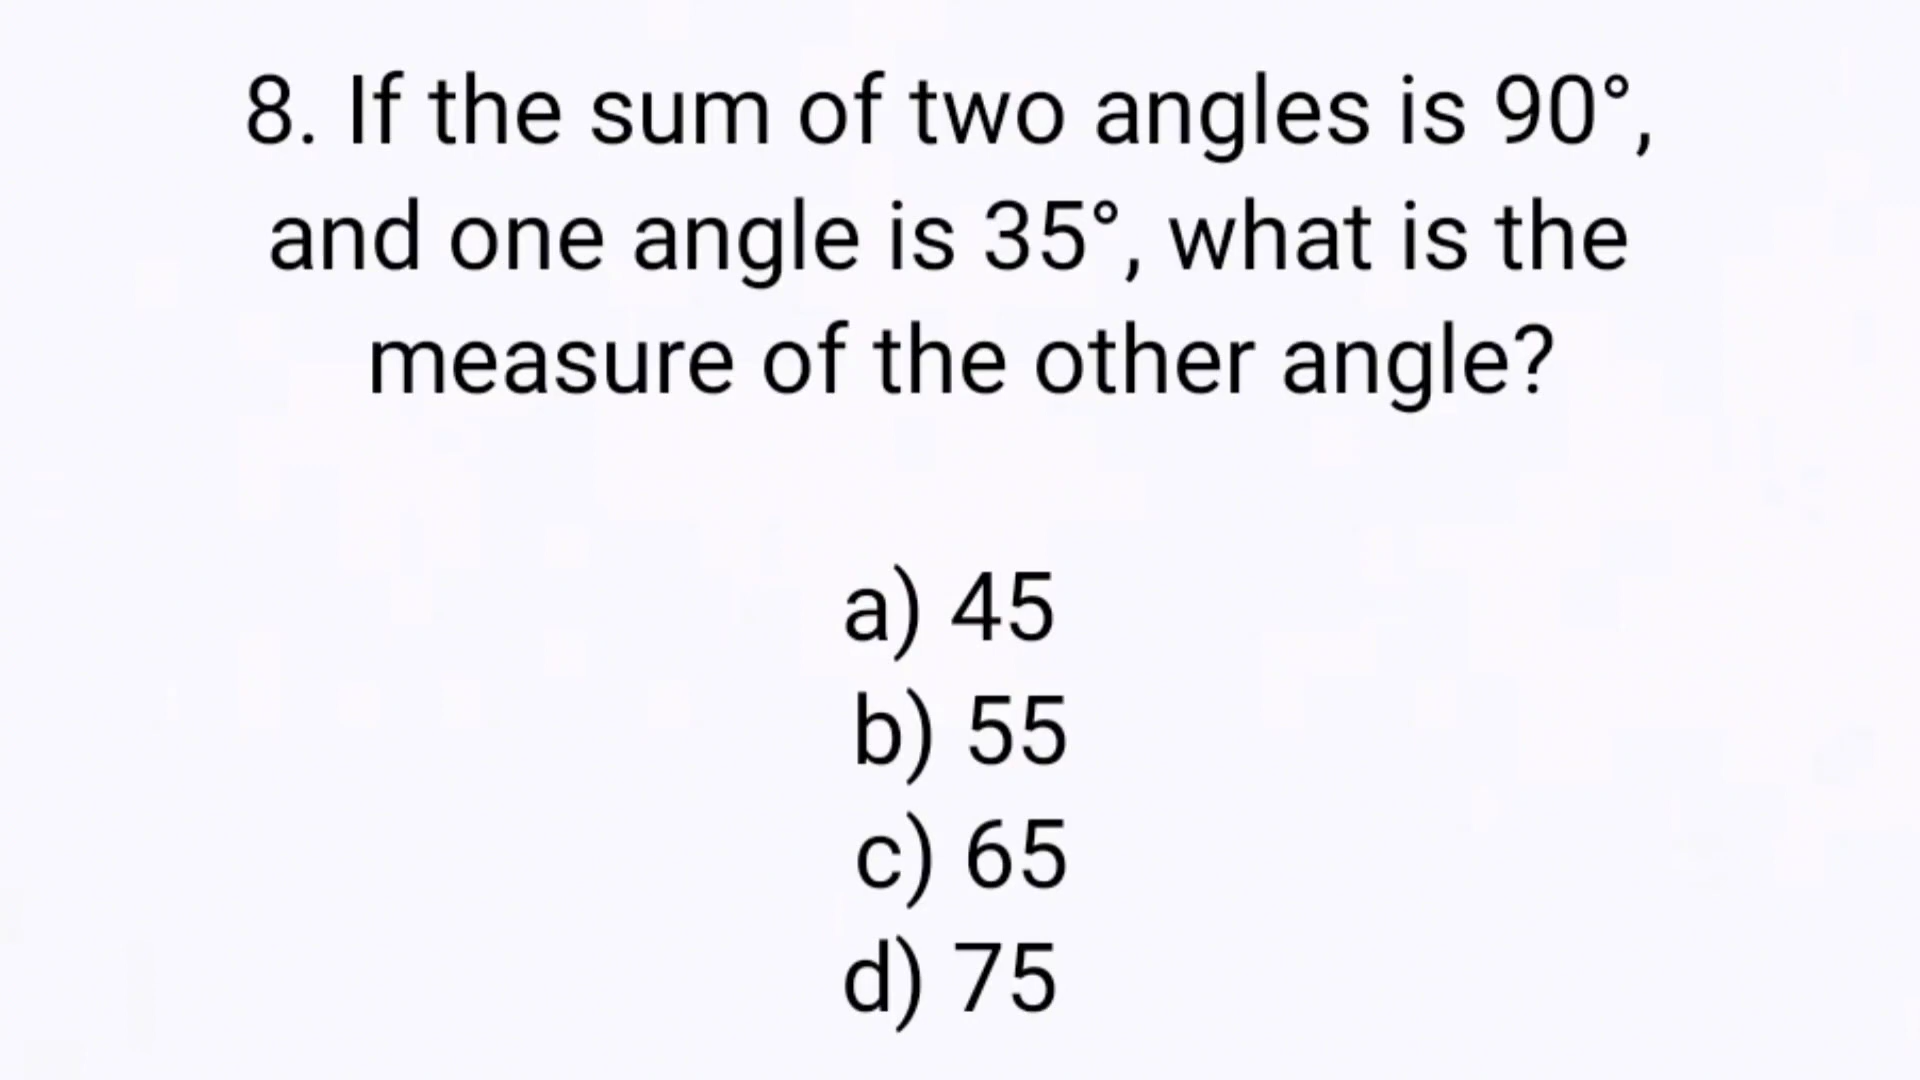 8. If the sum of two angles is 90°,
and one angle is 35°, what is the
measure of the other angle?
a) 45
b) 55
c) 65
d) 75